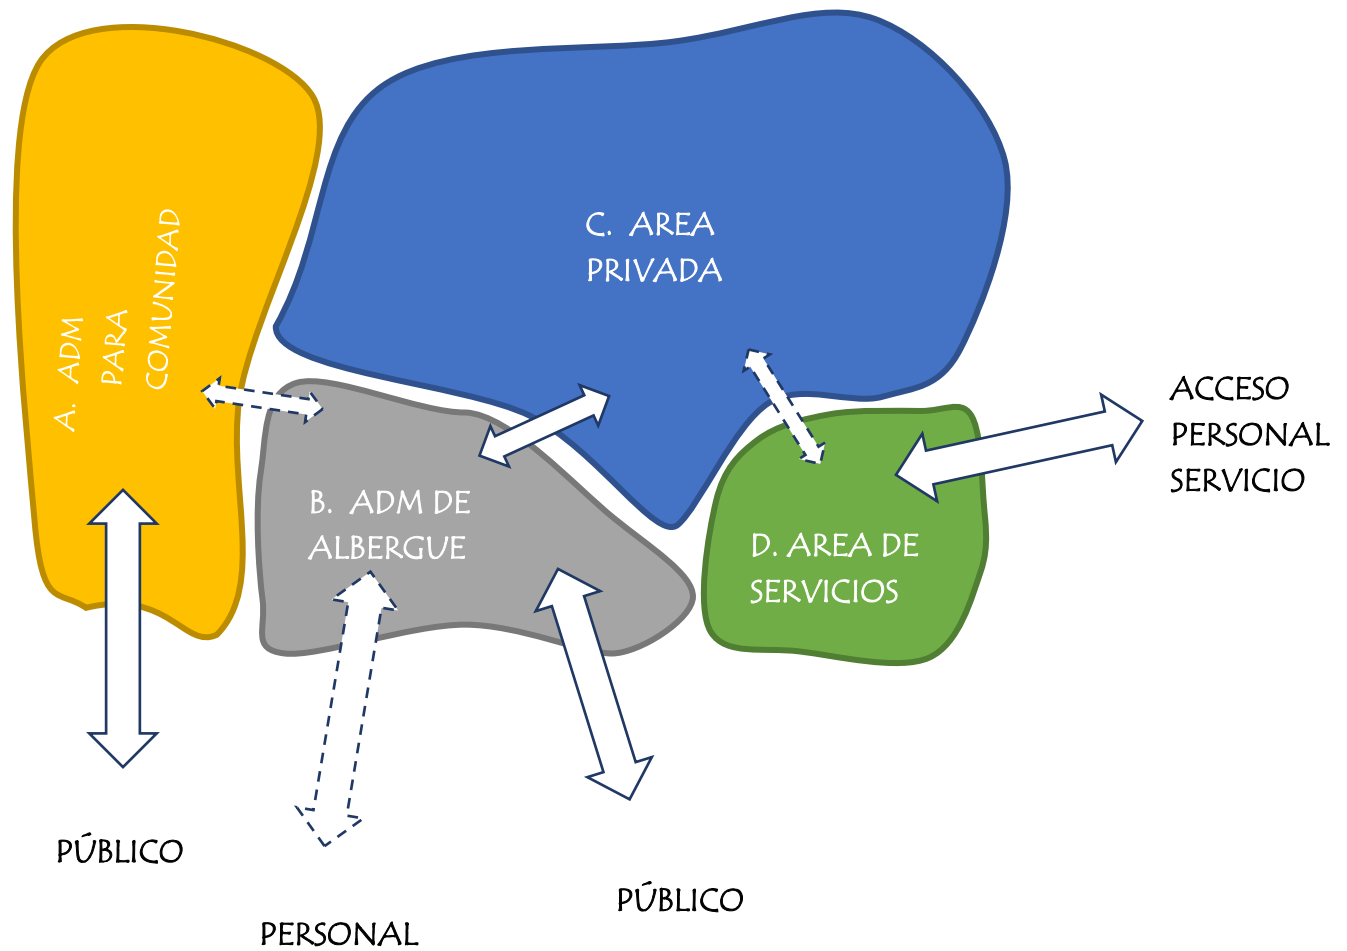 A. ADM
PARA
COMUNIDAD
C. AREA
PRIVADA
B. ADM DE
ALBERGUE
D. AREA DE
SERVICIOS
ACCESO
PERSONAL
SERVICIO
PÚBLICO
PERSONAL
PÚBLICO